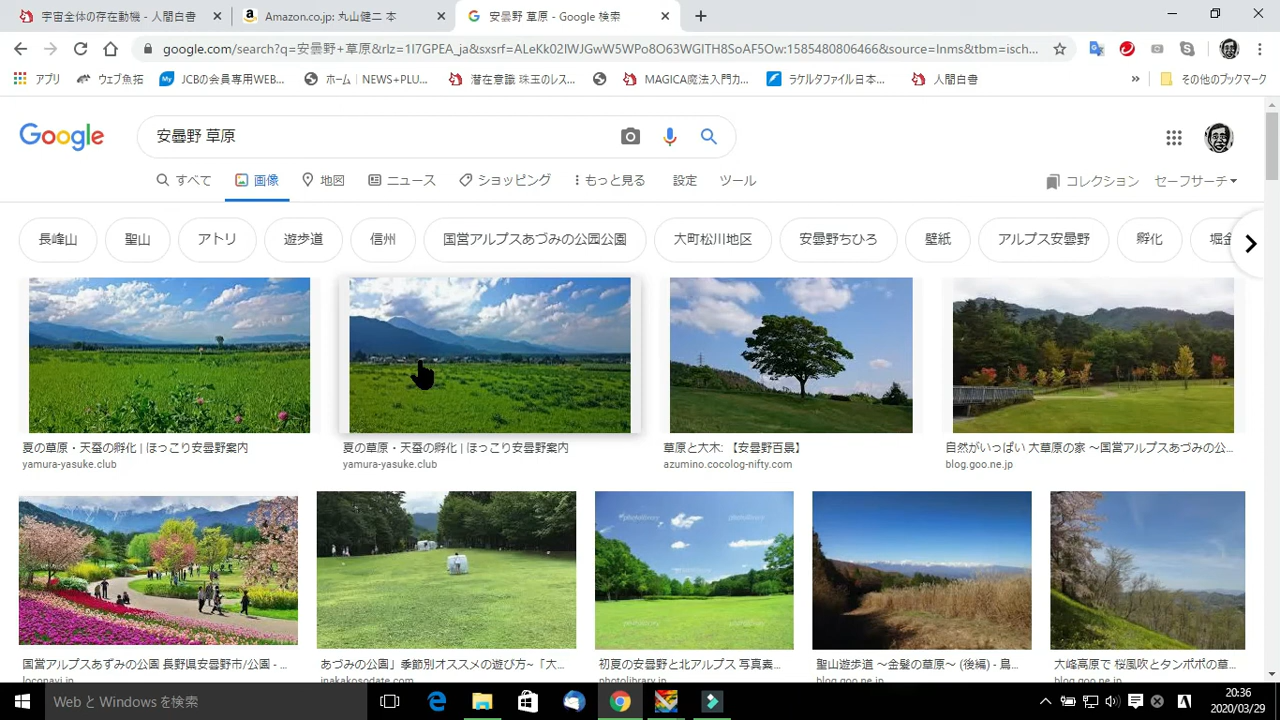 宇宙全体の存在動機 - 人間白書
Amazon.co.jp: 丸山健二 本
安曇野 草原 - Google 検索
google.com/search?q=安曇野+草原&rlz=1I7GPEA_ja&sxsrf=ALeKk02IWJGwW5WPo8O63WGITH8SoAF5Ow:1585480806466&source=lnms&tbm=isch...
アプリ
ウェブ魚拓
JCBの会員専用WEB...
ホーム | NEWS+PLU...
潜在意識 珠玉のレス...
MAGICA魔法入門カ...
ラケルタファイル日本...
人間白書
»
その他のブックマーク
Google
安曇野 草原
すべて
画像
地図
ニュース
ショッピング
もっと見る
設定
ツール
コレクション
セーフサーチ
長峰山
聖山
アトリ
遊歩道
信州
国営アルプスあづみの公园公園
大町松川地区
安曇野ちひろ
壁紙
アルプス安曇野
孵化
堀金
夏の草原・天蚕の孵化 | ほっこり安曇野案内
yamura-yasuke.club
夏の草原・天蚕の孵化 | ほっこり安曇野案内
yamura-yasuke.club
草原と大木: 【安曇野百景】
azumino.cocolog-nifty.com
自然がいっぱい 大草原の家 ～国営アルプスあづみの公...
blog.goo.ne.jp
photolibrary
photolibrary
国営アルプスあずみの公園 長野県安曇野市/公園 - ...
loconavi.jp
あづみの公園」季節別オススメの遊び方~「大...
inakakosodate.com
初夏の安曇野と北アルプス 写真素...
photolibrary.jp
聖山遊歩道 ～金髪の草原～ (後編) - 鳥...
blog.goo.ne.jp
大峰高原で 桜風吹とタンポポの草...
blog.goo.ne.jp
Web と Windows を検索
A
20:36
2020/03/29